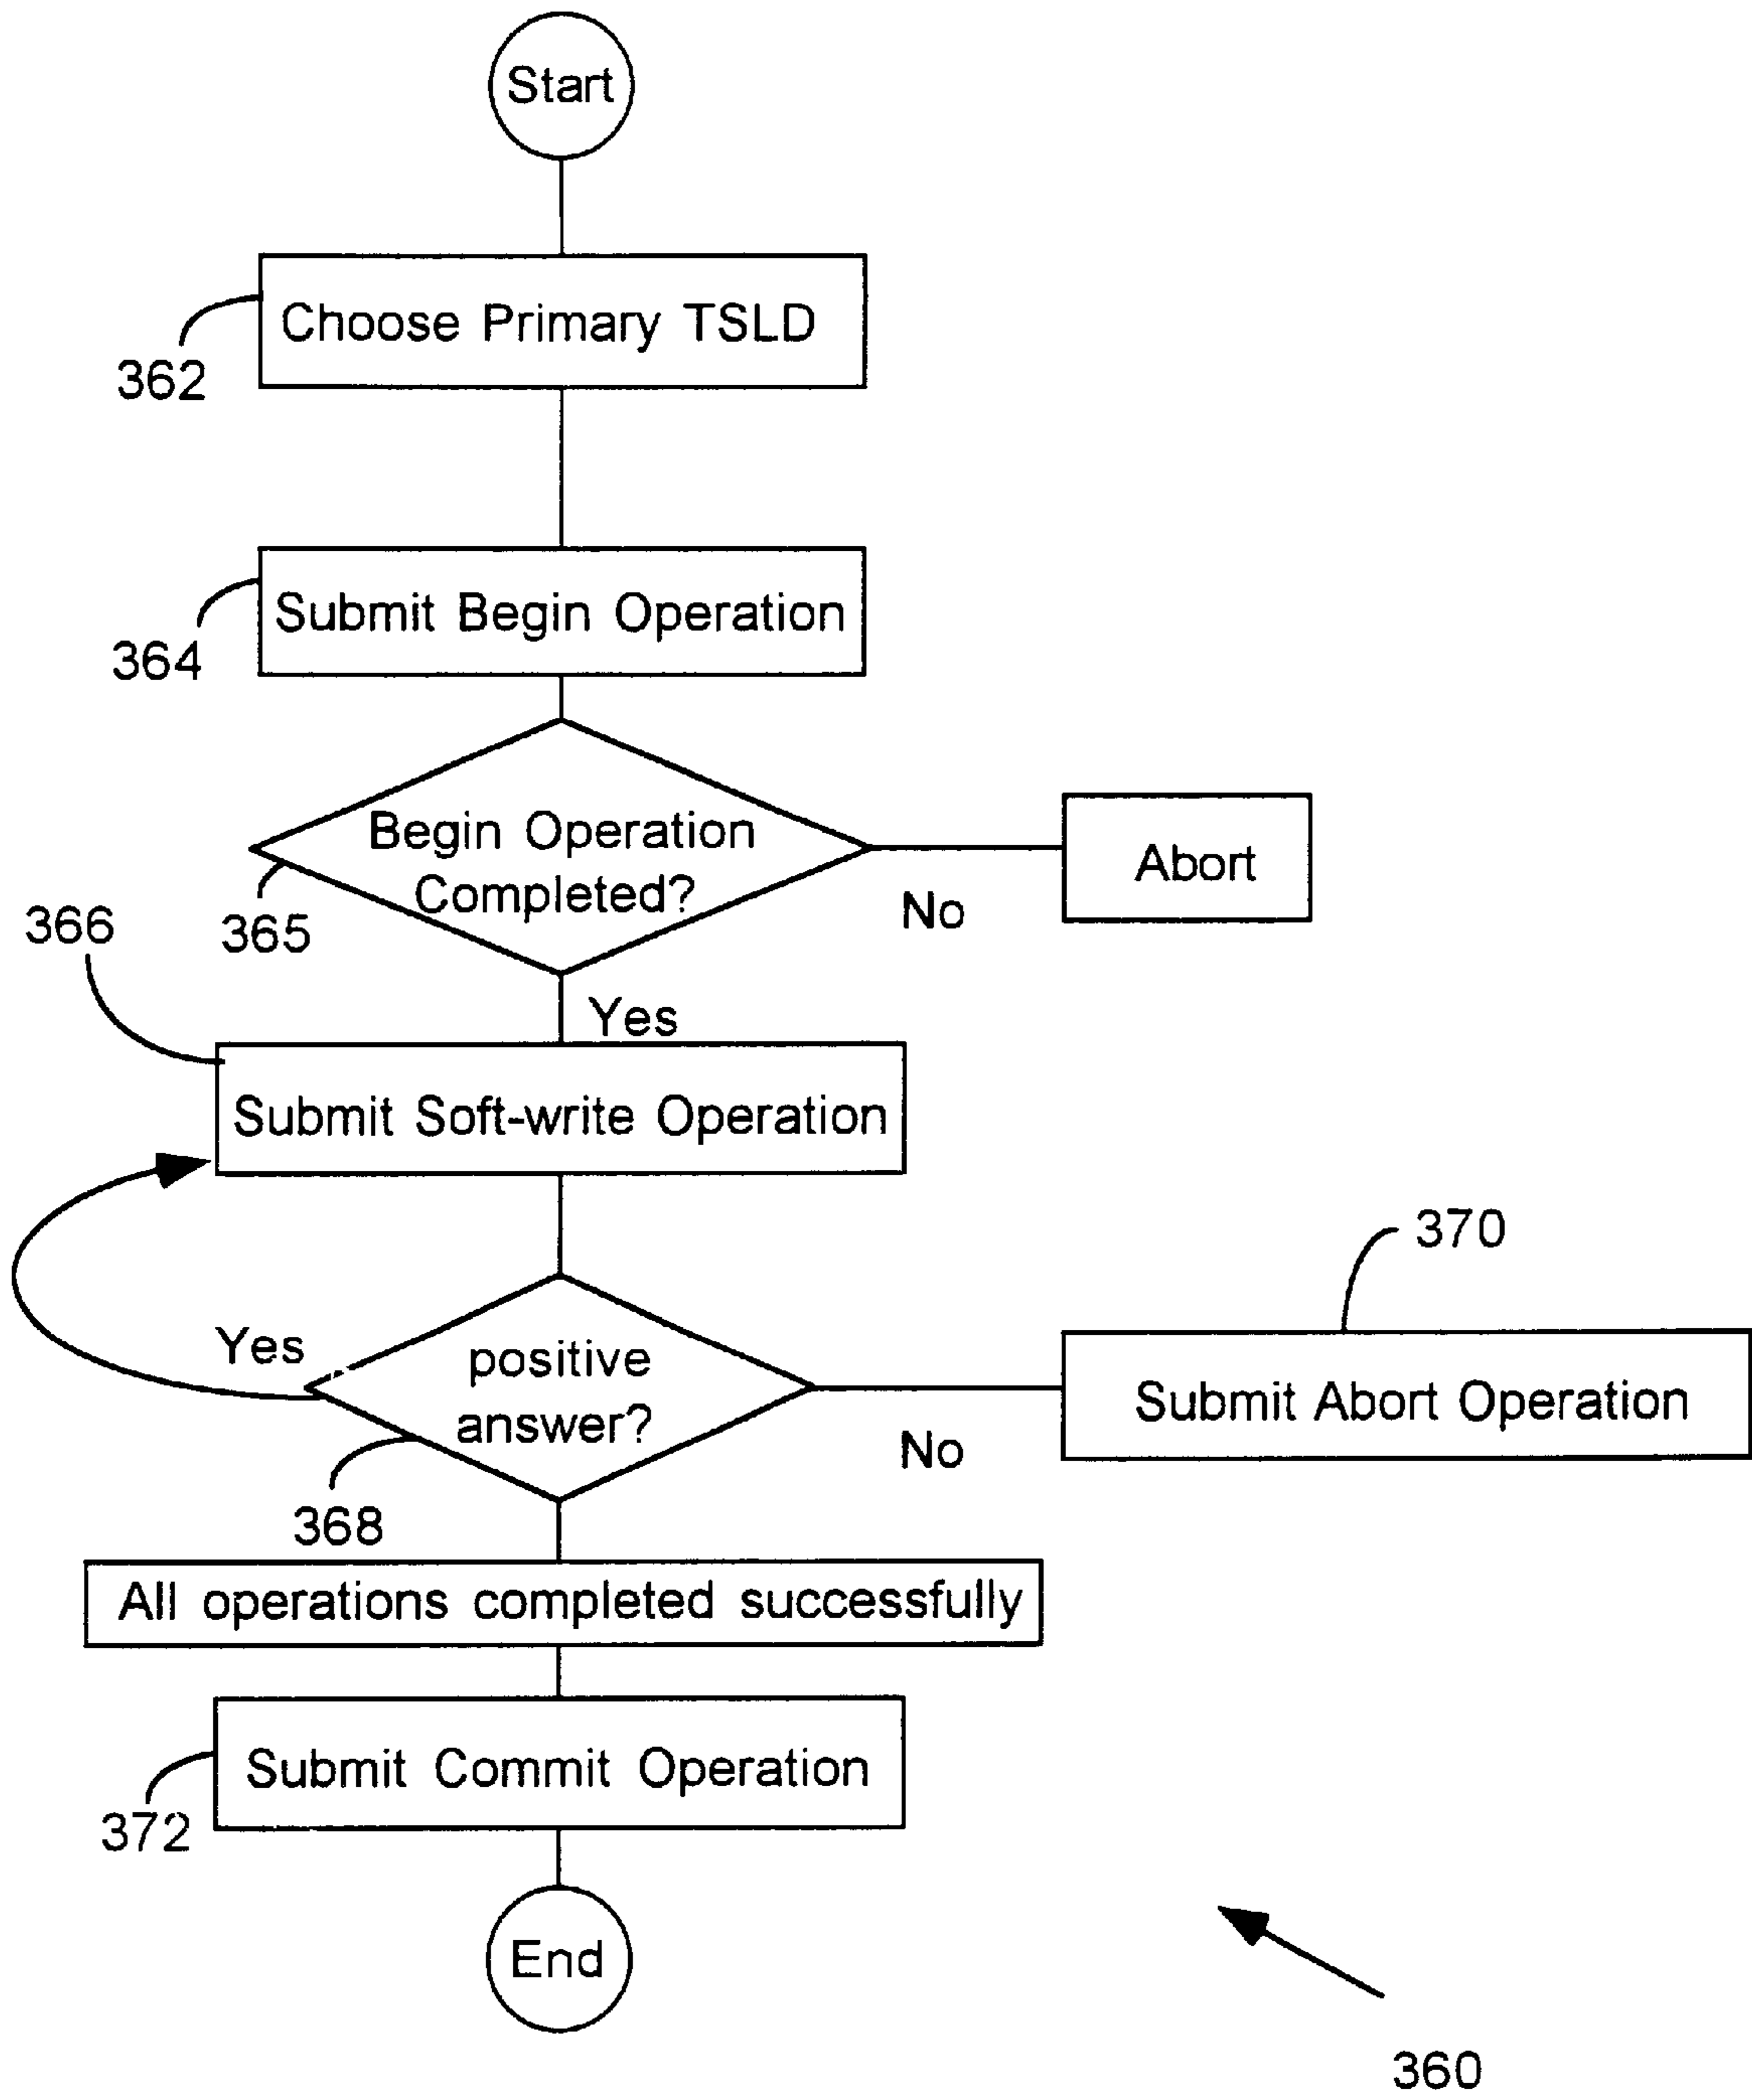 Start
Choose Primary TSLD
362
Submit Begin Operation
364
Begin Operation
Completed?
365
No
Abort
366
Yes
Submit Soft-write Operation
370
Yes
positive
answer?
No
Submit Abort Operation
368
All operations completed successfully
Submit Commit Operation
372
End
360